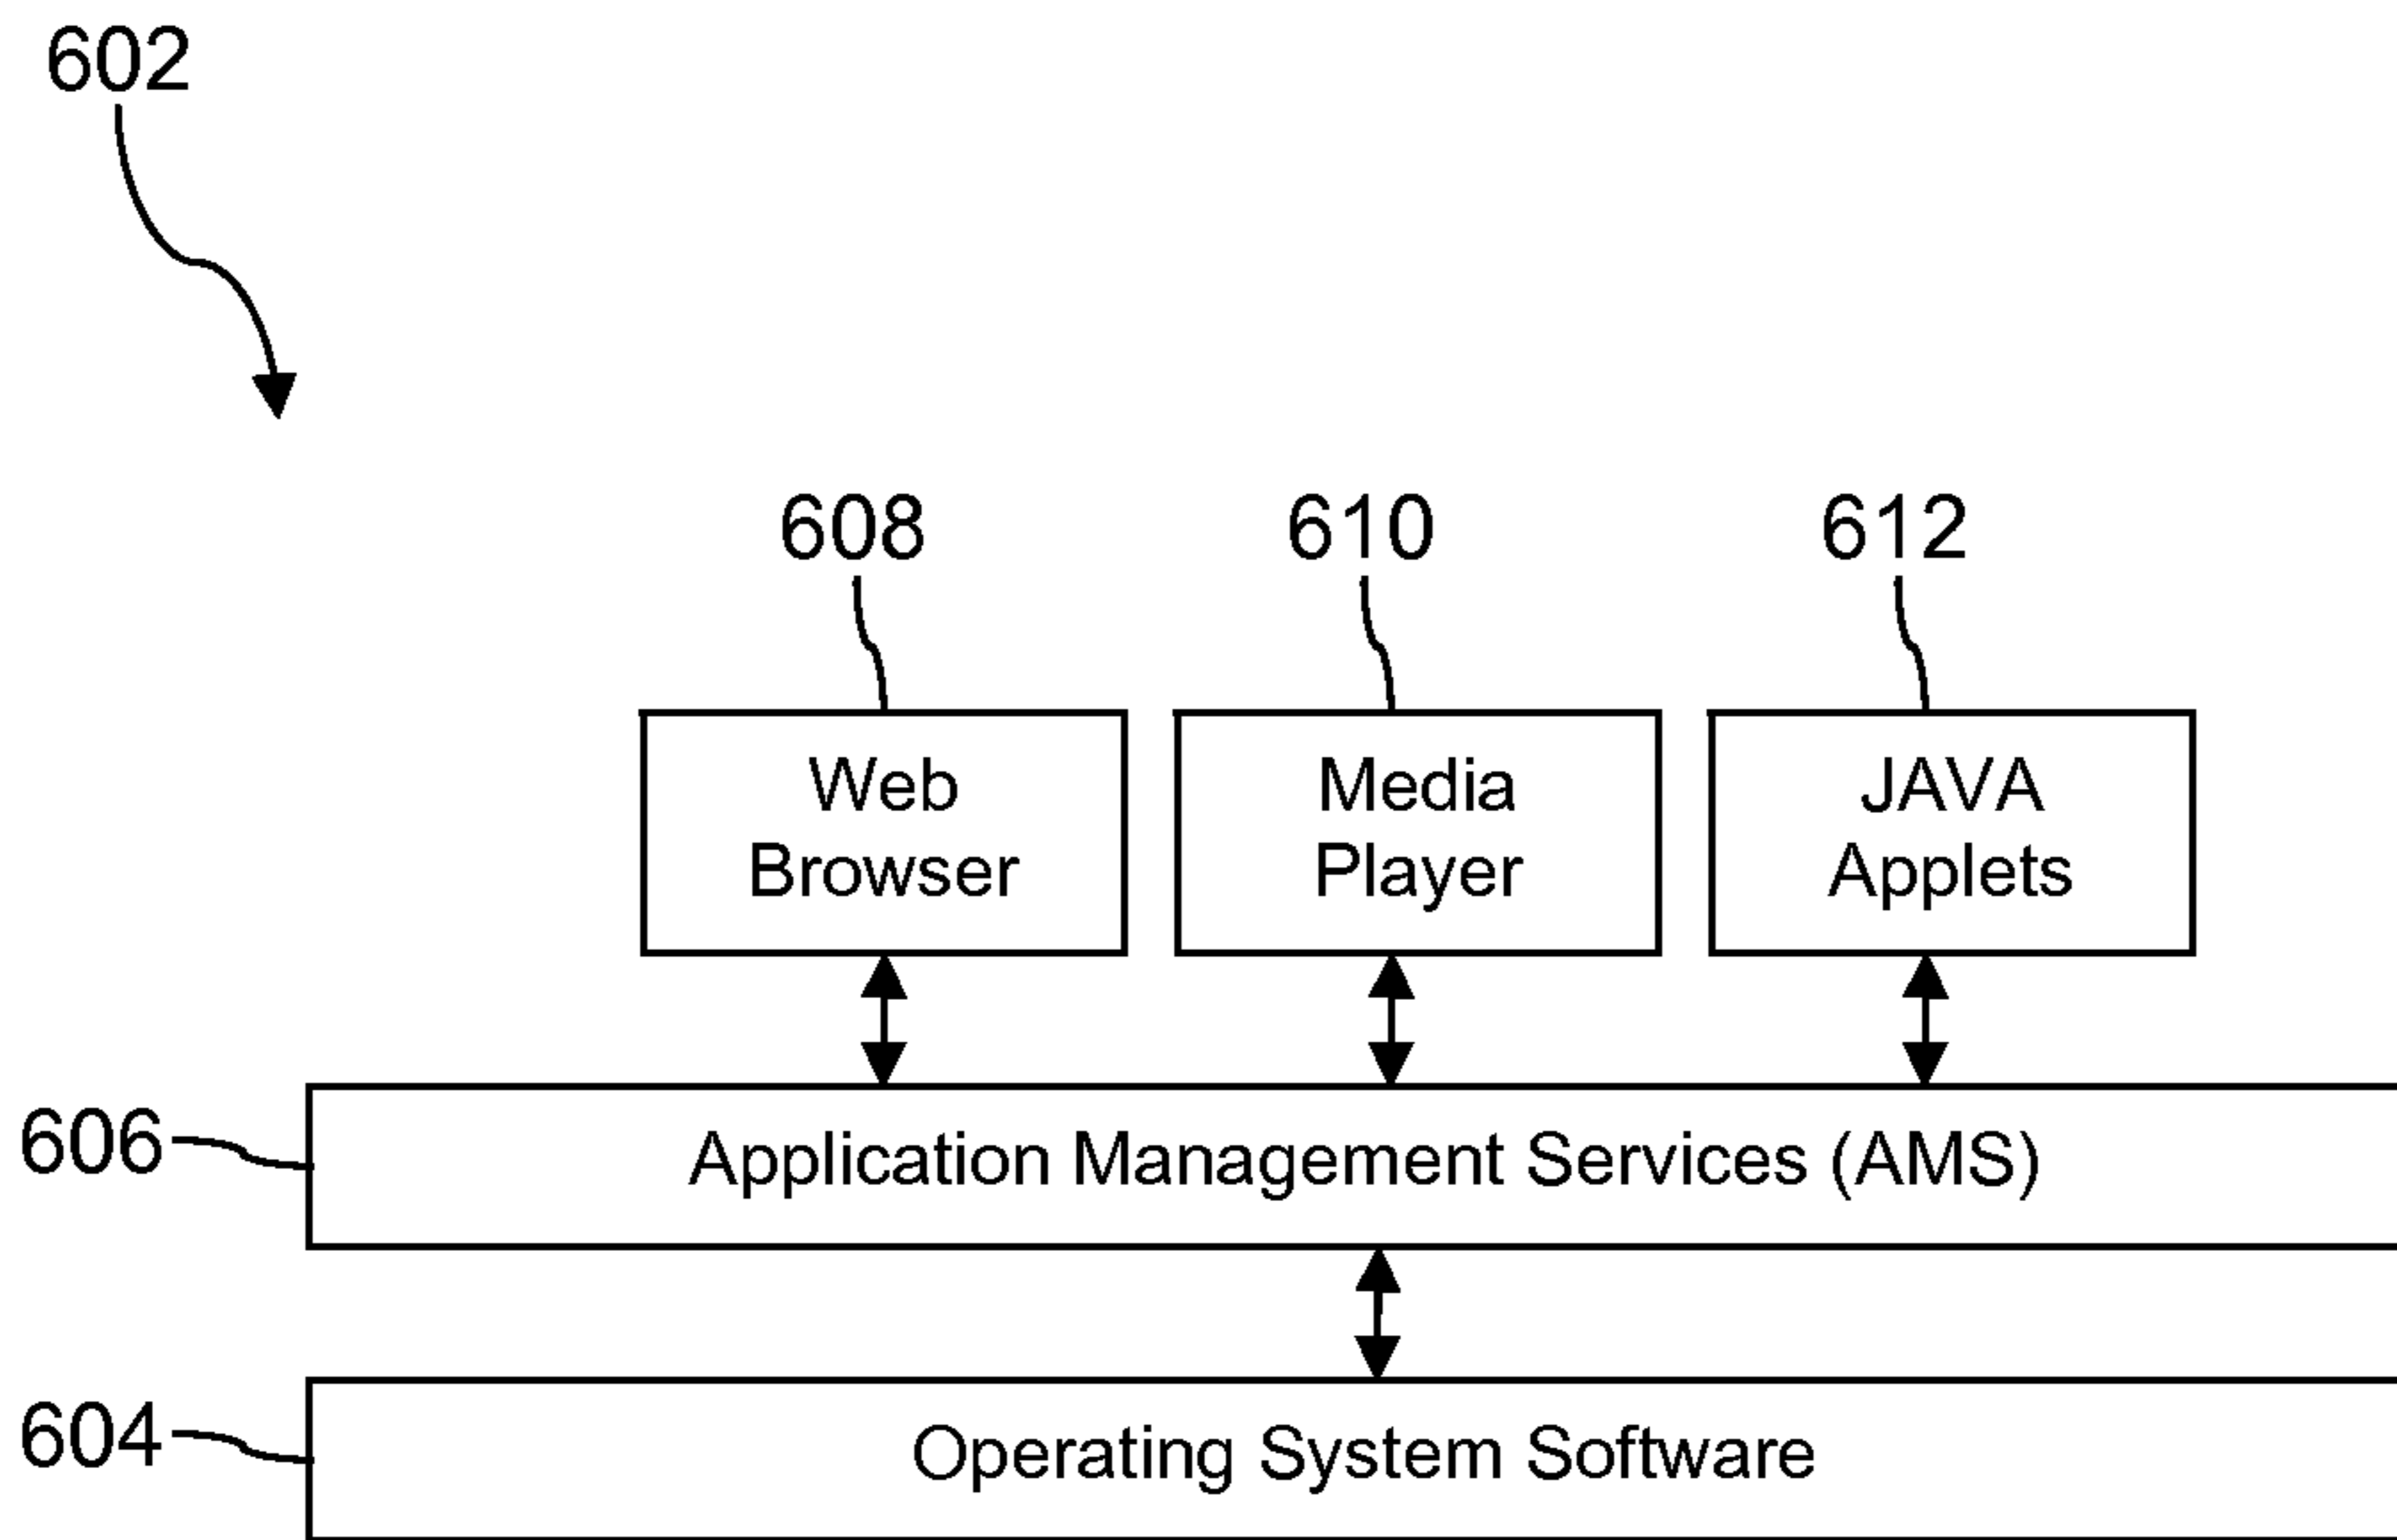 602
608
610
612
Web
Browser
Media
Player
JAVA
Applets
606
Application Management Services (AMS)
604
Operating System Software